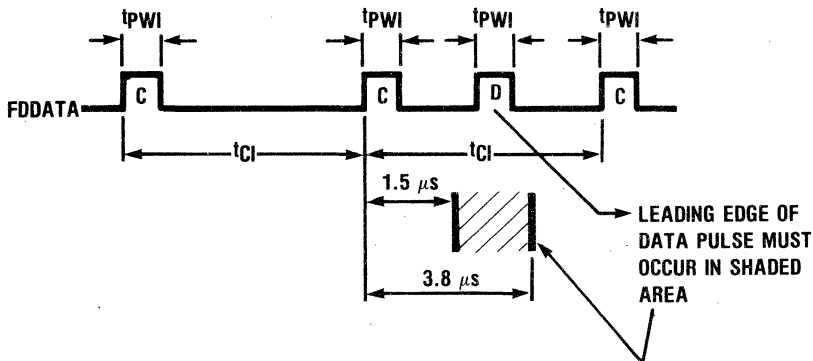 tPWI tPWI tPWI tPWI
C C D C
FDDATA
tCI tCI
1.5 μs
LEADING EDGE OF
DATA PULSE MUST
OCCUR IN SHADED
AREA
3.8 μs